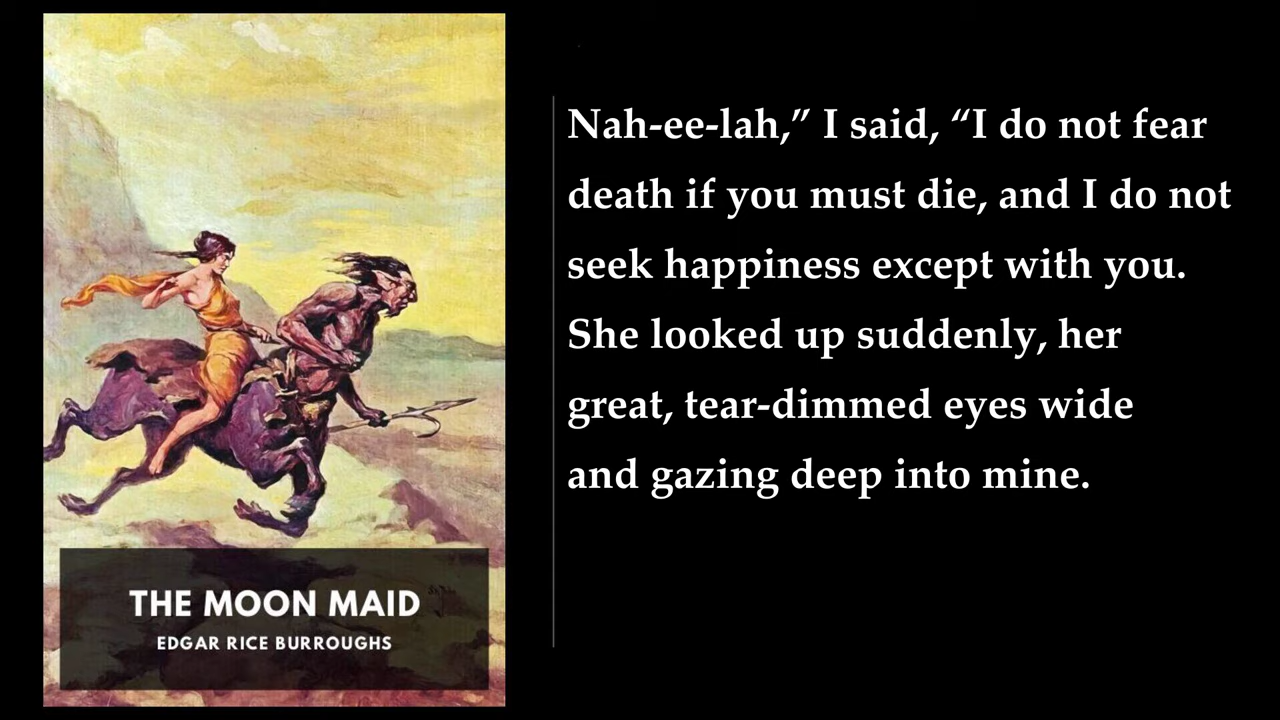 Nah-ee-lah,” I said, “I do not fear
death if you must die, and I do not
seek happiness except with you.
She looked up suddenly, her
great, tear-dimmed eyes wide
and gazing deep into mine.
THE MOON MAID
EDGAR RICE BURROUGHS